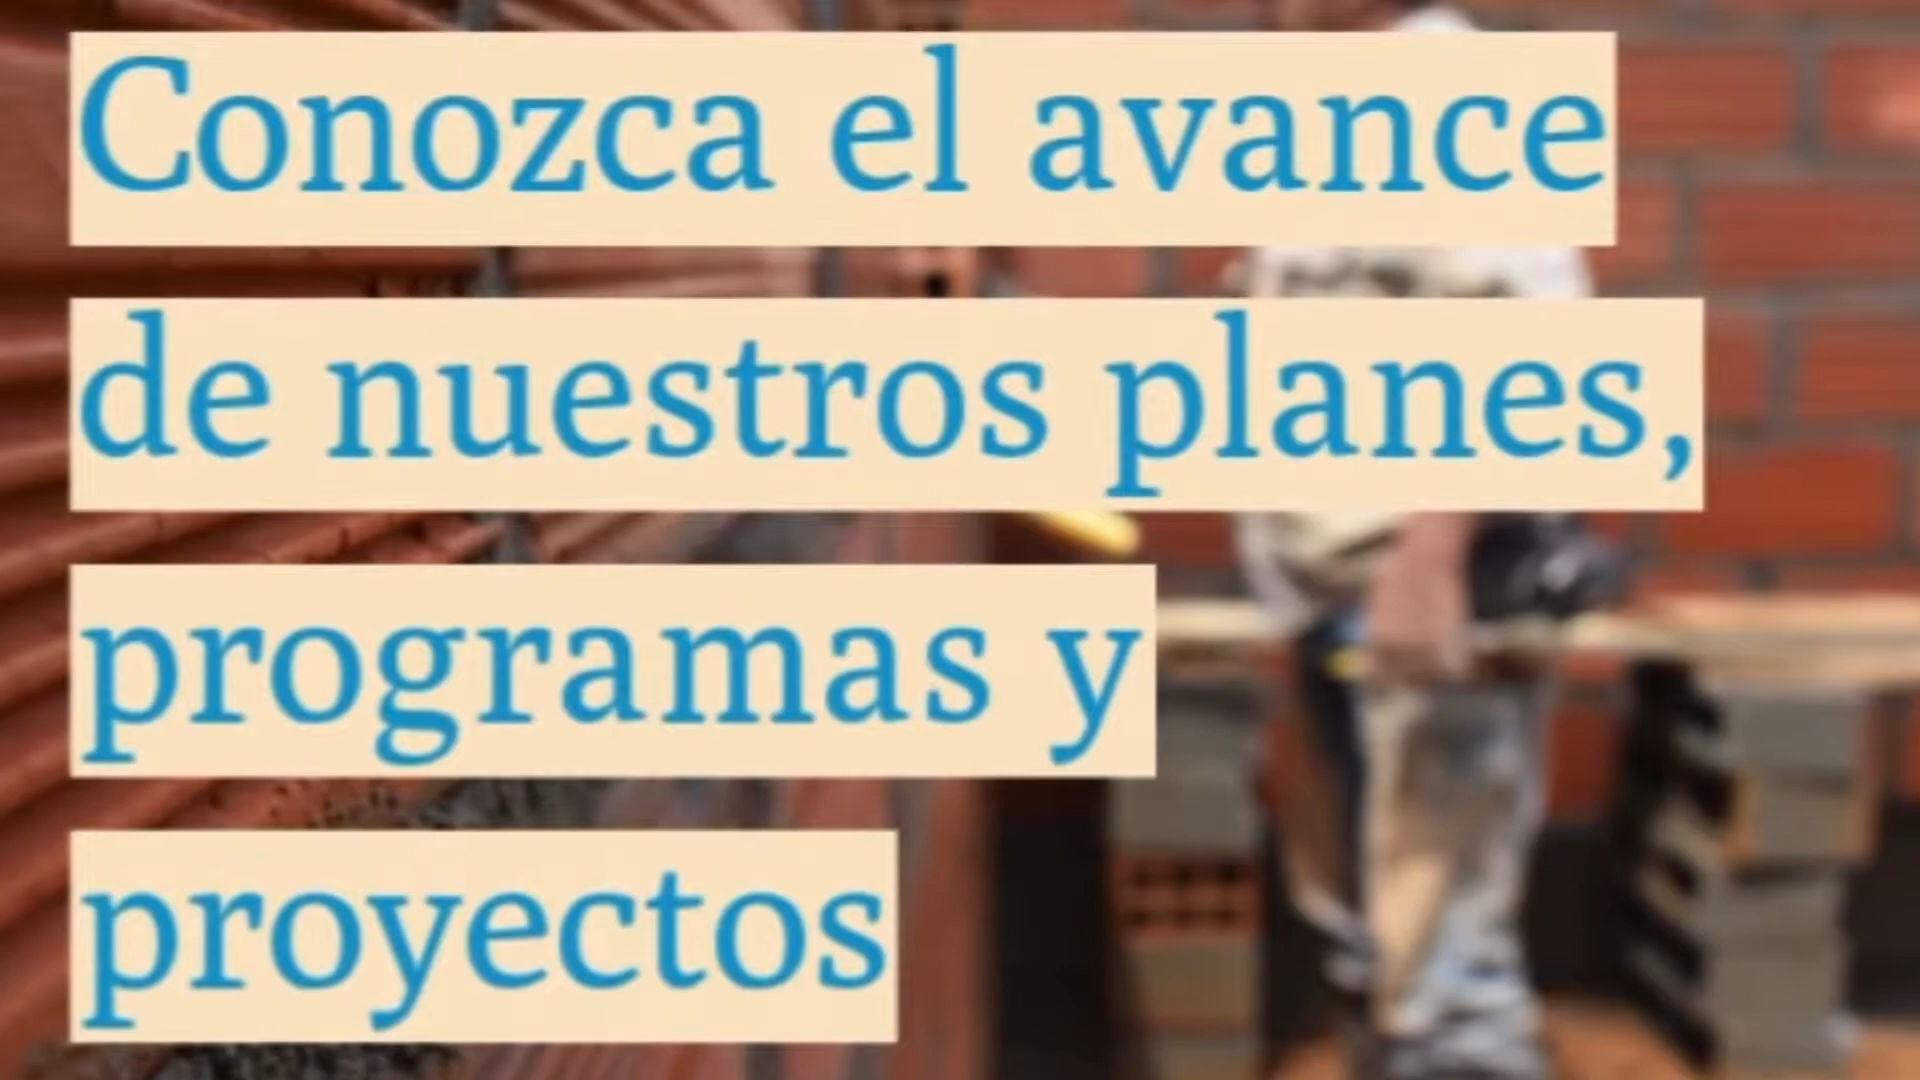 Conozca el avance
de nuestros planes,
programas y
proyectos